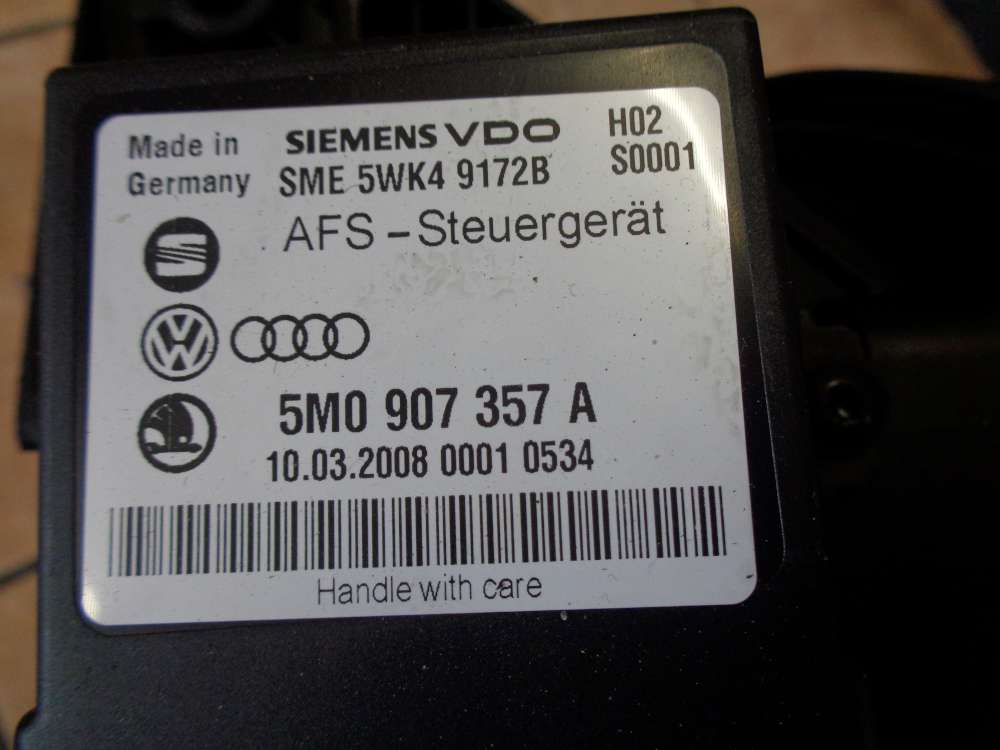 Made in Germany
SIEMENS VDO
H02
SME 5WK4 9172B
S0001
AFS - Steuergerät
5M0 907 357 A
10.03.2008 0001 0534
Handle with care